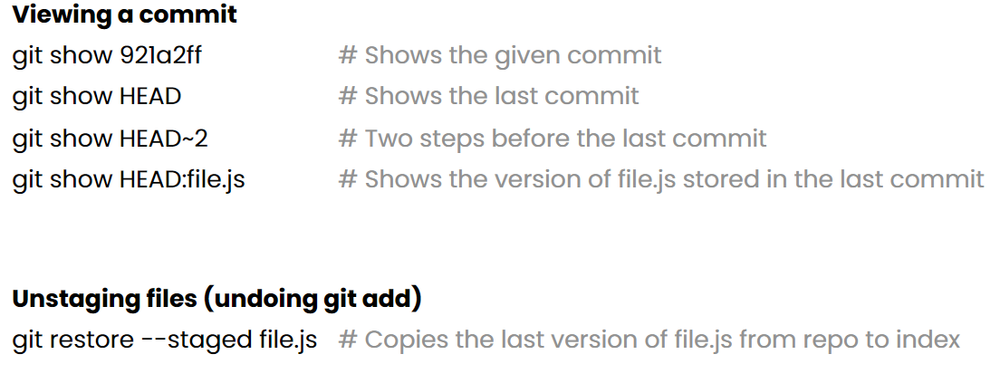 Viewing a commit
git show 921a2ff # Shows the given commit
git show HEAD # Shows the last commit
git show HEAD~2 # Two steps before the last commit
git show HEAD:file.js # Shows the version of file.js stored in the last commit
Unstaging files (undoing git add)
git restore --staged file.js # Copies the last version of file.js from repo to index